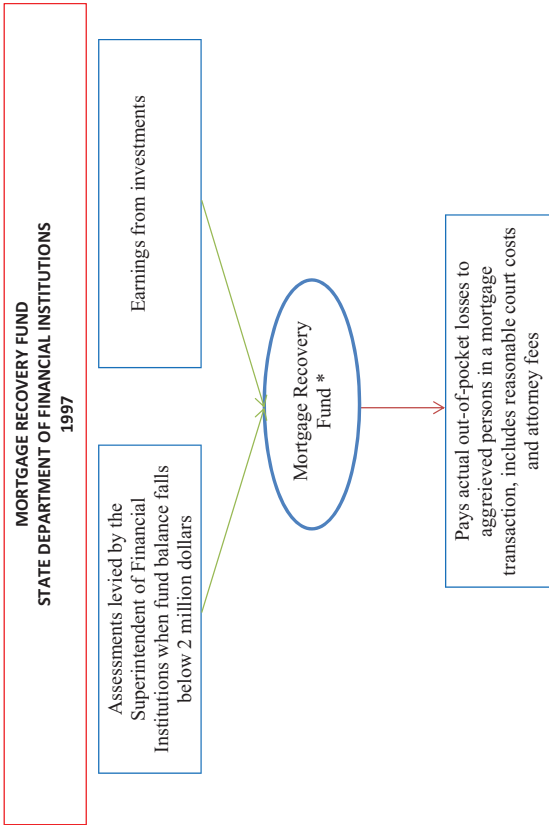 MORTGAGE RECOVERY FUND
STATE DEPARTMENT OF FINANCIAL INSTITUTIONS
1997
Assessments levied by the
Superintendent of Financial
Institutions when fund balance falls
below 2 million dollars
Earnings from investments
Mortgage Recovery
Fund *
Pays actual out-of-pocket losses to
aggrieved persons in a mortgage
transaction, includes reasonable court costs
and attorney fees